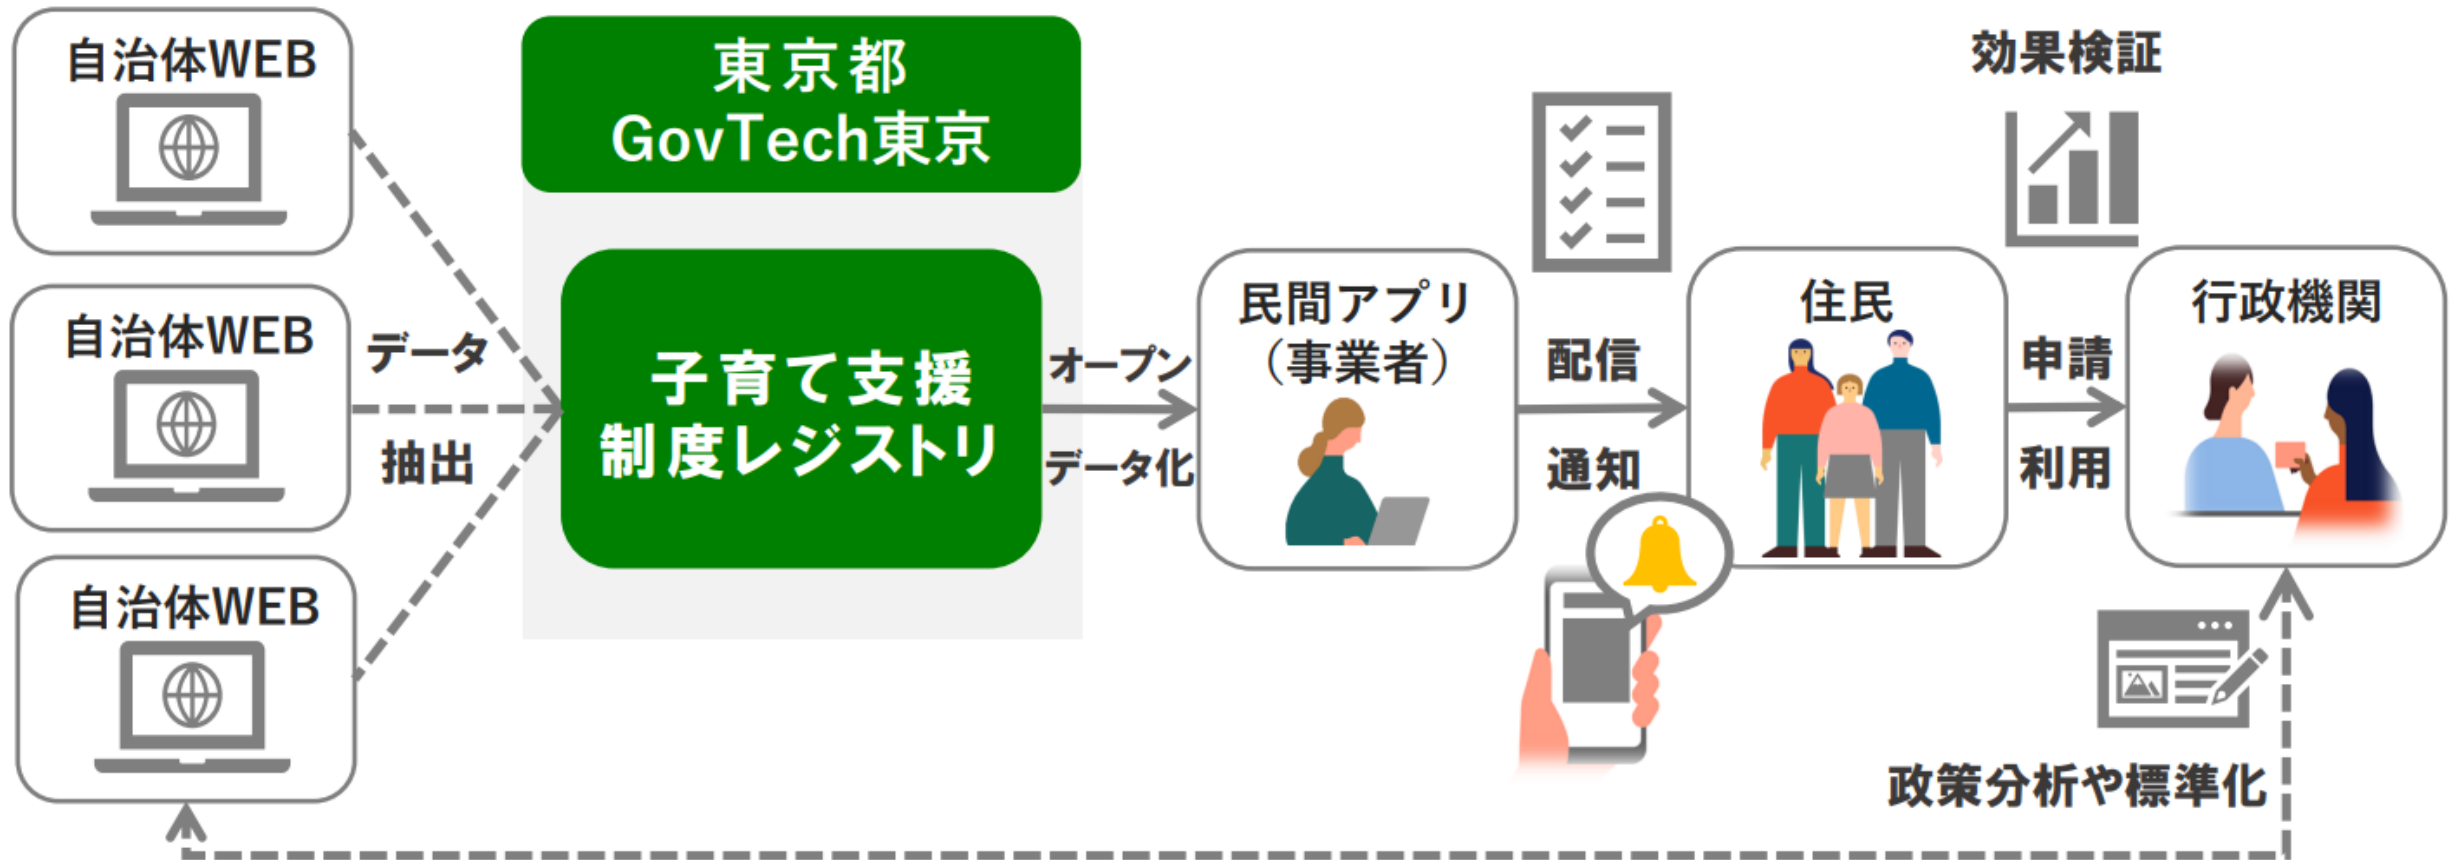 自治体WEB
自治体WEB
自治体WEB
データ
抽出
東京都
GovTech東京
子育て支援
制度レジストリ
オープン
データ化
民間アプリ
（事業者）
配信
通知
住民
効果検証
申請
利用
行政機関
政策分析や標準化